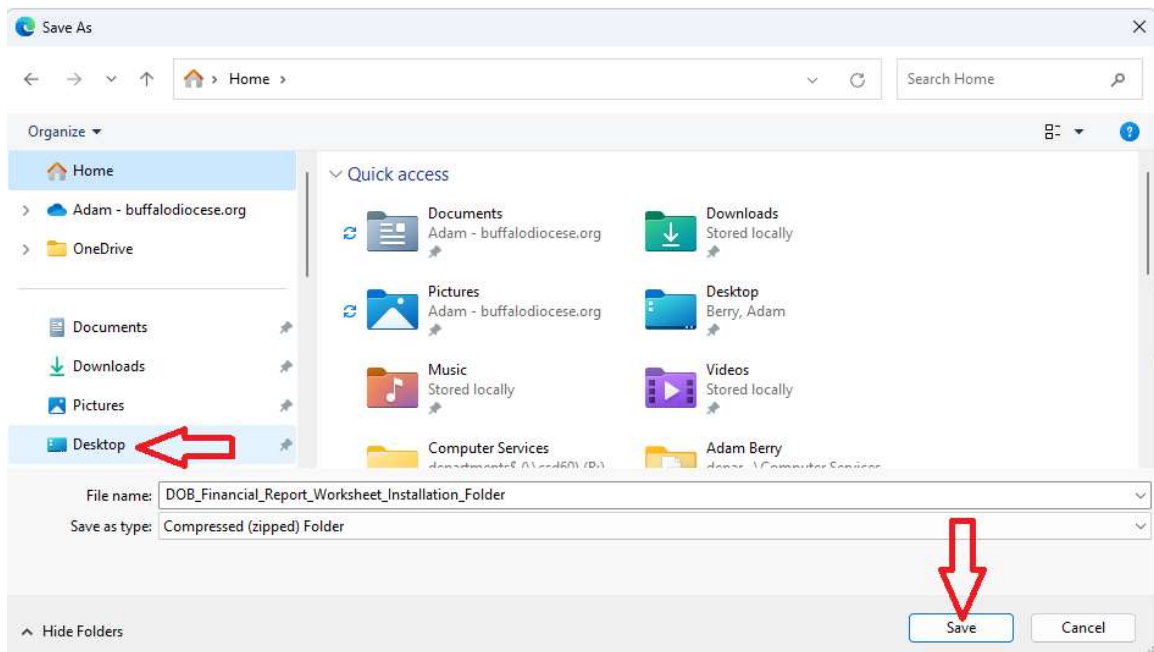 Save As
Home
Search Home
Organize
Home
Adam - buffalodiocese.org
OneDrive
Documents
Downloads
Pictures
Desktop
Quick access
Documents
Adam - buffalodiocese.org
Downloads
Stored locally
Pictures
Adam - buffalodiocese.org
Desktop
Berry, Adam
Music
Stored locally
Videos
Stored locally
Computer Services
Adam Berry
Computer Services
File name: DOB_Financial_Report_Worksheet_Installation_Folder
Save as type: Compressed (zipped) Folder
Hide Folders
Save
Cancel